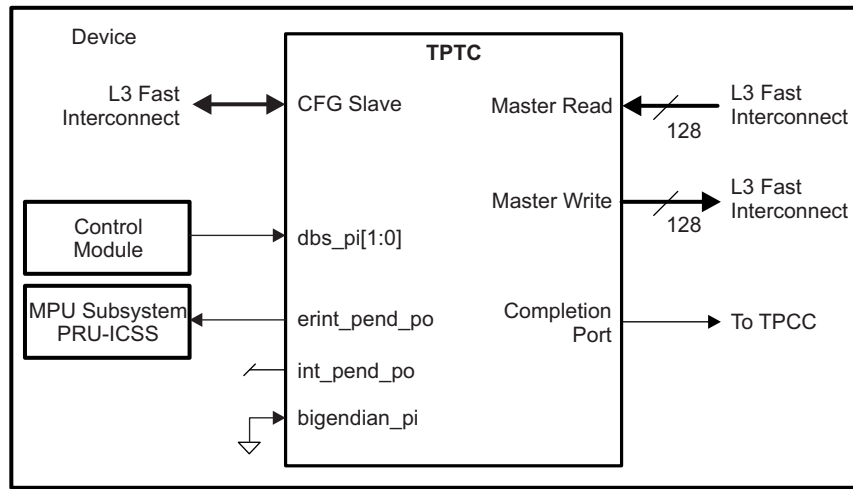 Device
TPTC
L3 Fast
Interconnect
CFG Slave
Master Read
128
L3 Fast
Interconnect
Master Write
128
L3 Fast
Interconnect
Control
Module
dbs_pi[1:0]
MPU Subsystem
PRU-ICSS
erint_pend_po
Completion
Port
To TPCC
int_pend_po
bigendian_pi